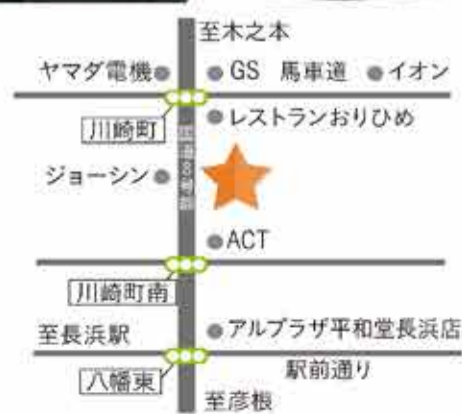 至木之本
ヤマダ電機
GS
馬車道
イオン
川崎町
レストランおりひめ
ジョーシン
ACT
川崎町南
至長浜駅
アルプラザ平和堂長浜店
八幡東
駅前通り
至彦根